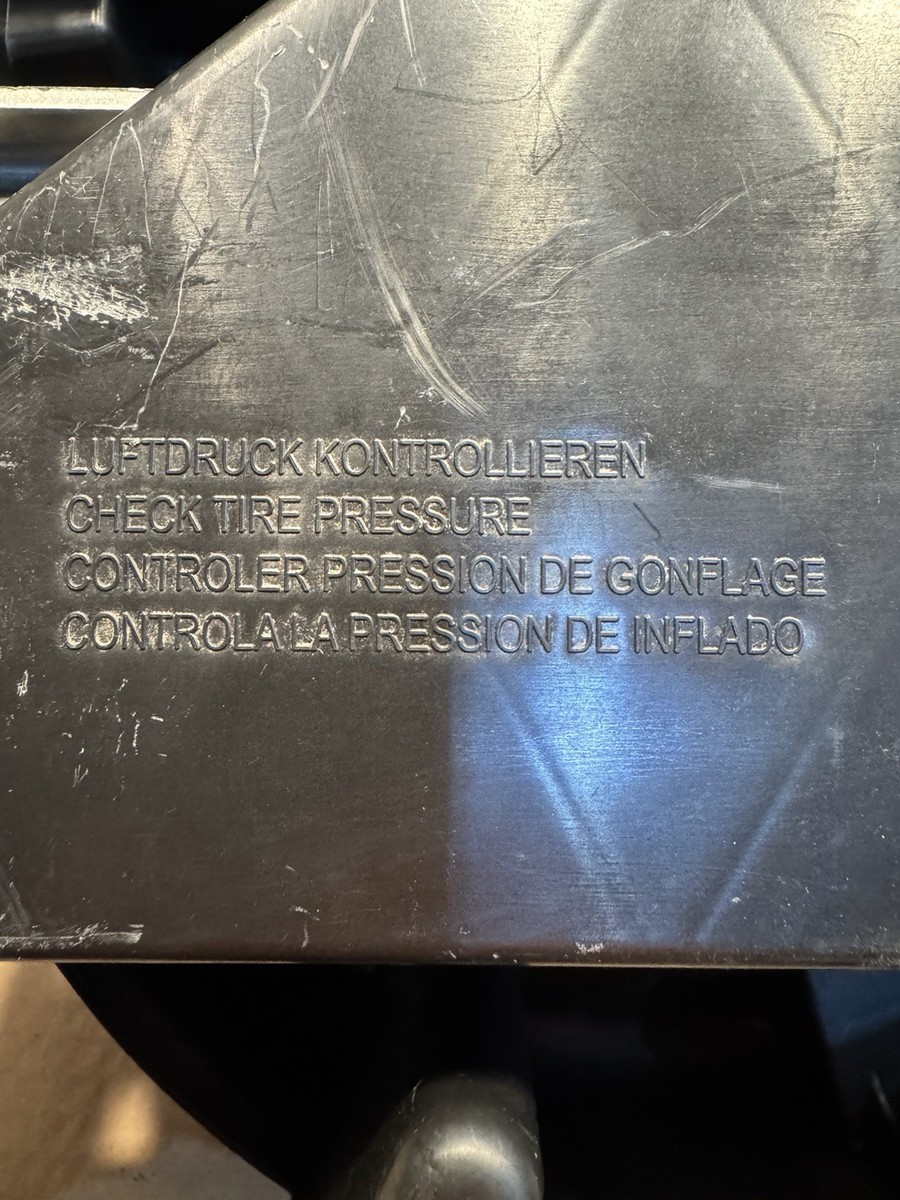 LUFTDRUCK KONTROLLIEREN
CHECK TIRE PRESSURE
CONTROLER PRESSION DE GONFLAGE
CONTROLA LA PRESSION DE INFLADO